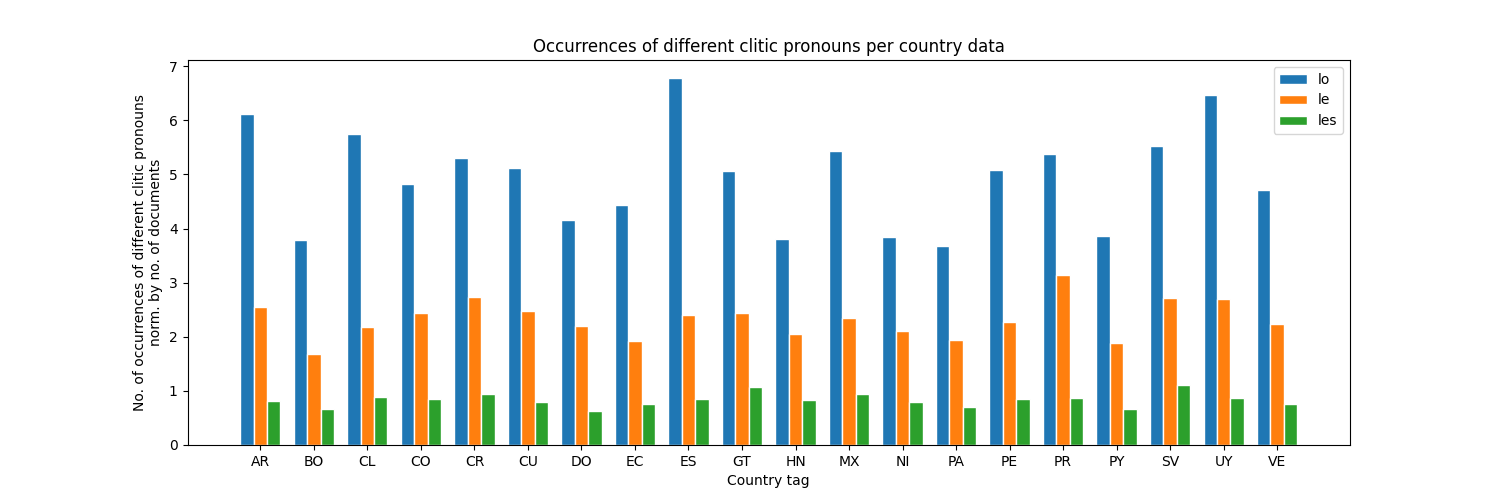 Occurrences of different clitic pronouns per country data
No. of occurrences of different clitic pronouns
norm. by no. of documents
7
6
5
4
3
2
1
0
lo
le
les
AR BO CL CO CR CU DO EC ES GT HN MX NI PA PE PR PY SV UY VE
Country tag